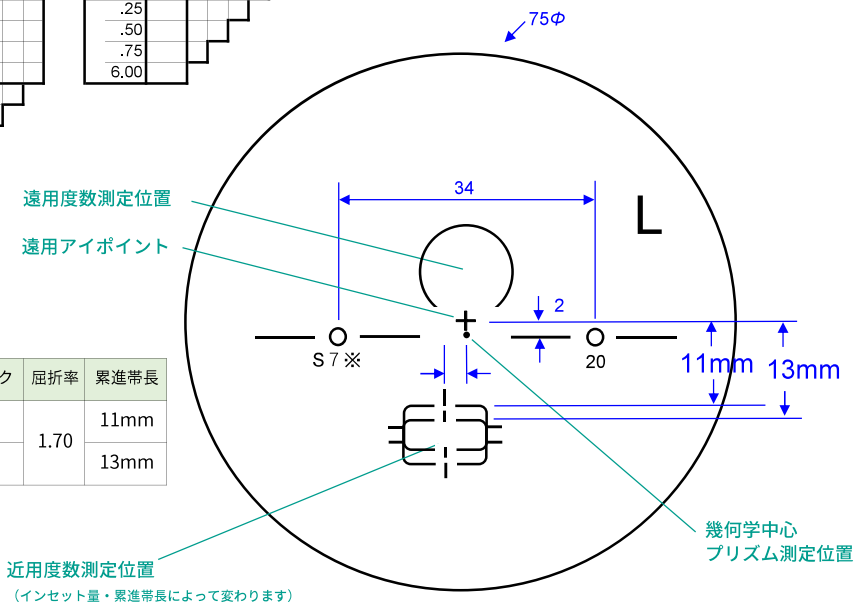 .25
.50
.75
6.00
75Φ
34
L
遠用度数測定位置
遠用アイポイント
2
S 7※
20
11mm
13mm
ク 屈折率 累進帯長
1.70
11mm
13mm
幾何学中心
プリズム測定位置
近用度数測定位置
（インセット量・累進帯長によって変わります）